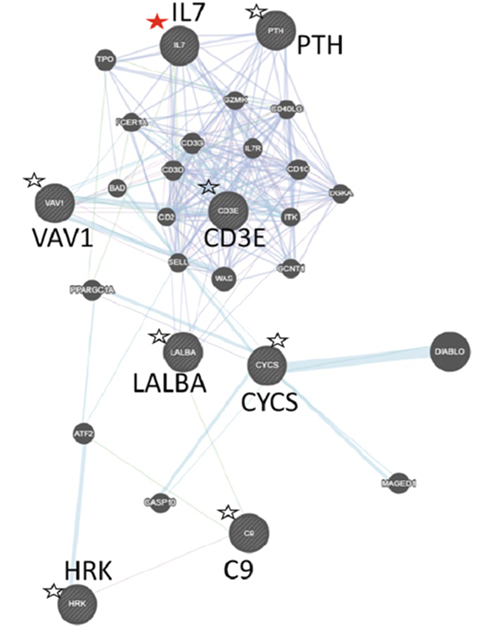 IL7
IL7
PTH
PTH
TPO
GZMK
CD40LG
FCER1A
CD3G
IL7R
CD3D
CD1C
BAD
DGKA
VAV1
VAV1
CD3E
CD3E
CD2
ITK
SELL
WAS
GCNT1
PPARGC1A
LALBA
LALBA
CYCS
CYCS
DIABLO
ATF2
MAGED1
CASP10
C9
C9
HRK
HRK